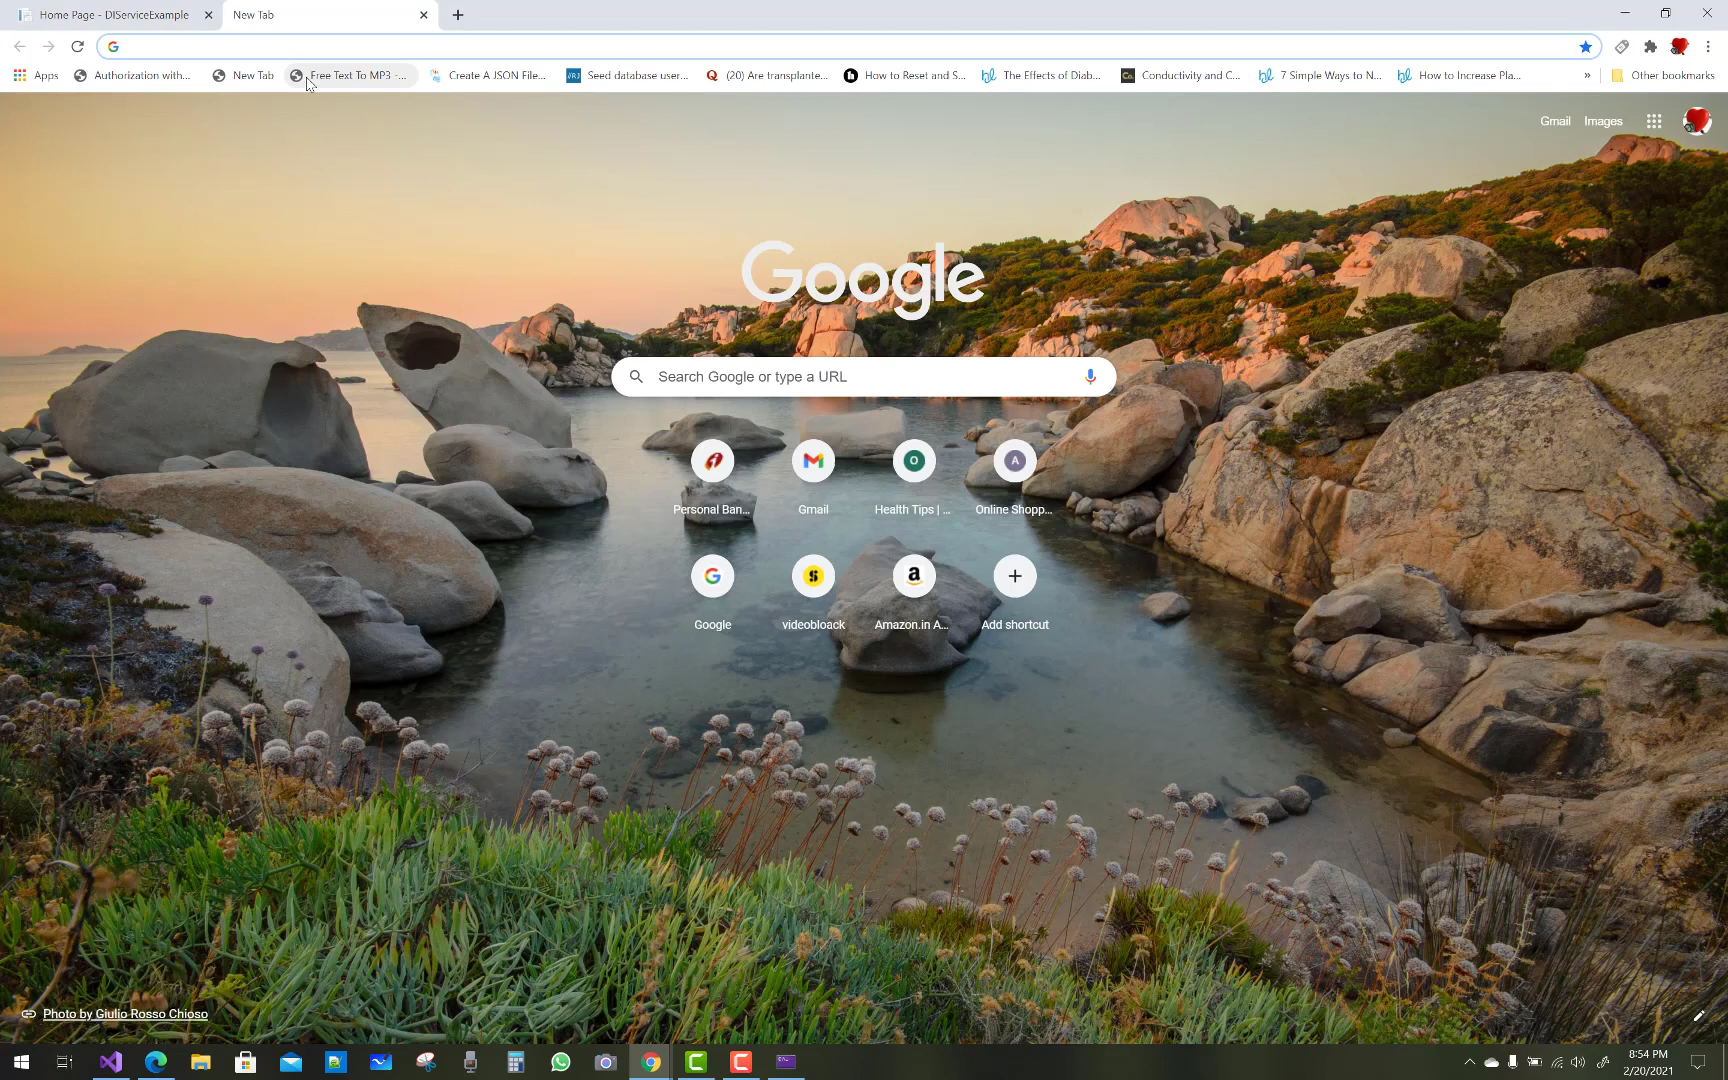 Home Page - DIServiceExample
New Tab
Apps
Authorization with...
New Tab
Free Text To MP3 -...
Create A JSON File...
Seed database user...
(20) Are transplante...
How to Reset and S...
The Effects of Diab...
Conductivity and C...
7 Simple Ways to N...
How to Increase Pla...
»
Other bookmarks
Gmail
Images
Google
Search Google or type a URL
Personal Ban...
Gmail
Health Tips | ...
Online Shopp...
Google
videobloack
Amazon.in A...
Add shortcut
Photo by Giulio Rosso Chioso
8:54 PM
2/20/2021